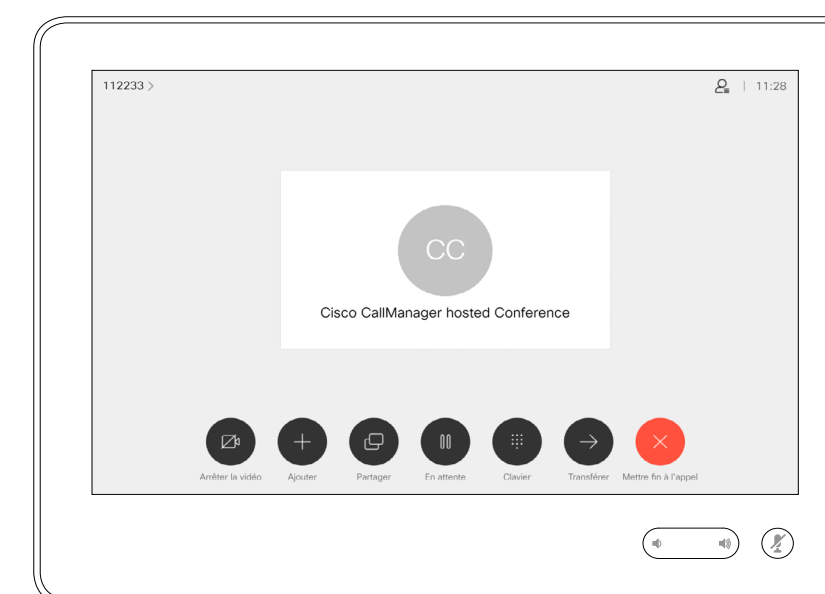 112233
11:28
CC
Cisco CallManager hosted Conference
Arrêter la vidéo Ajouter Partager En attente Clavier Transférer Mettre fin à l'appel